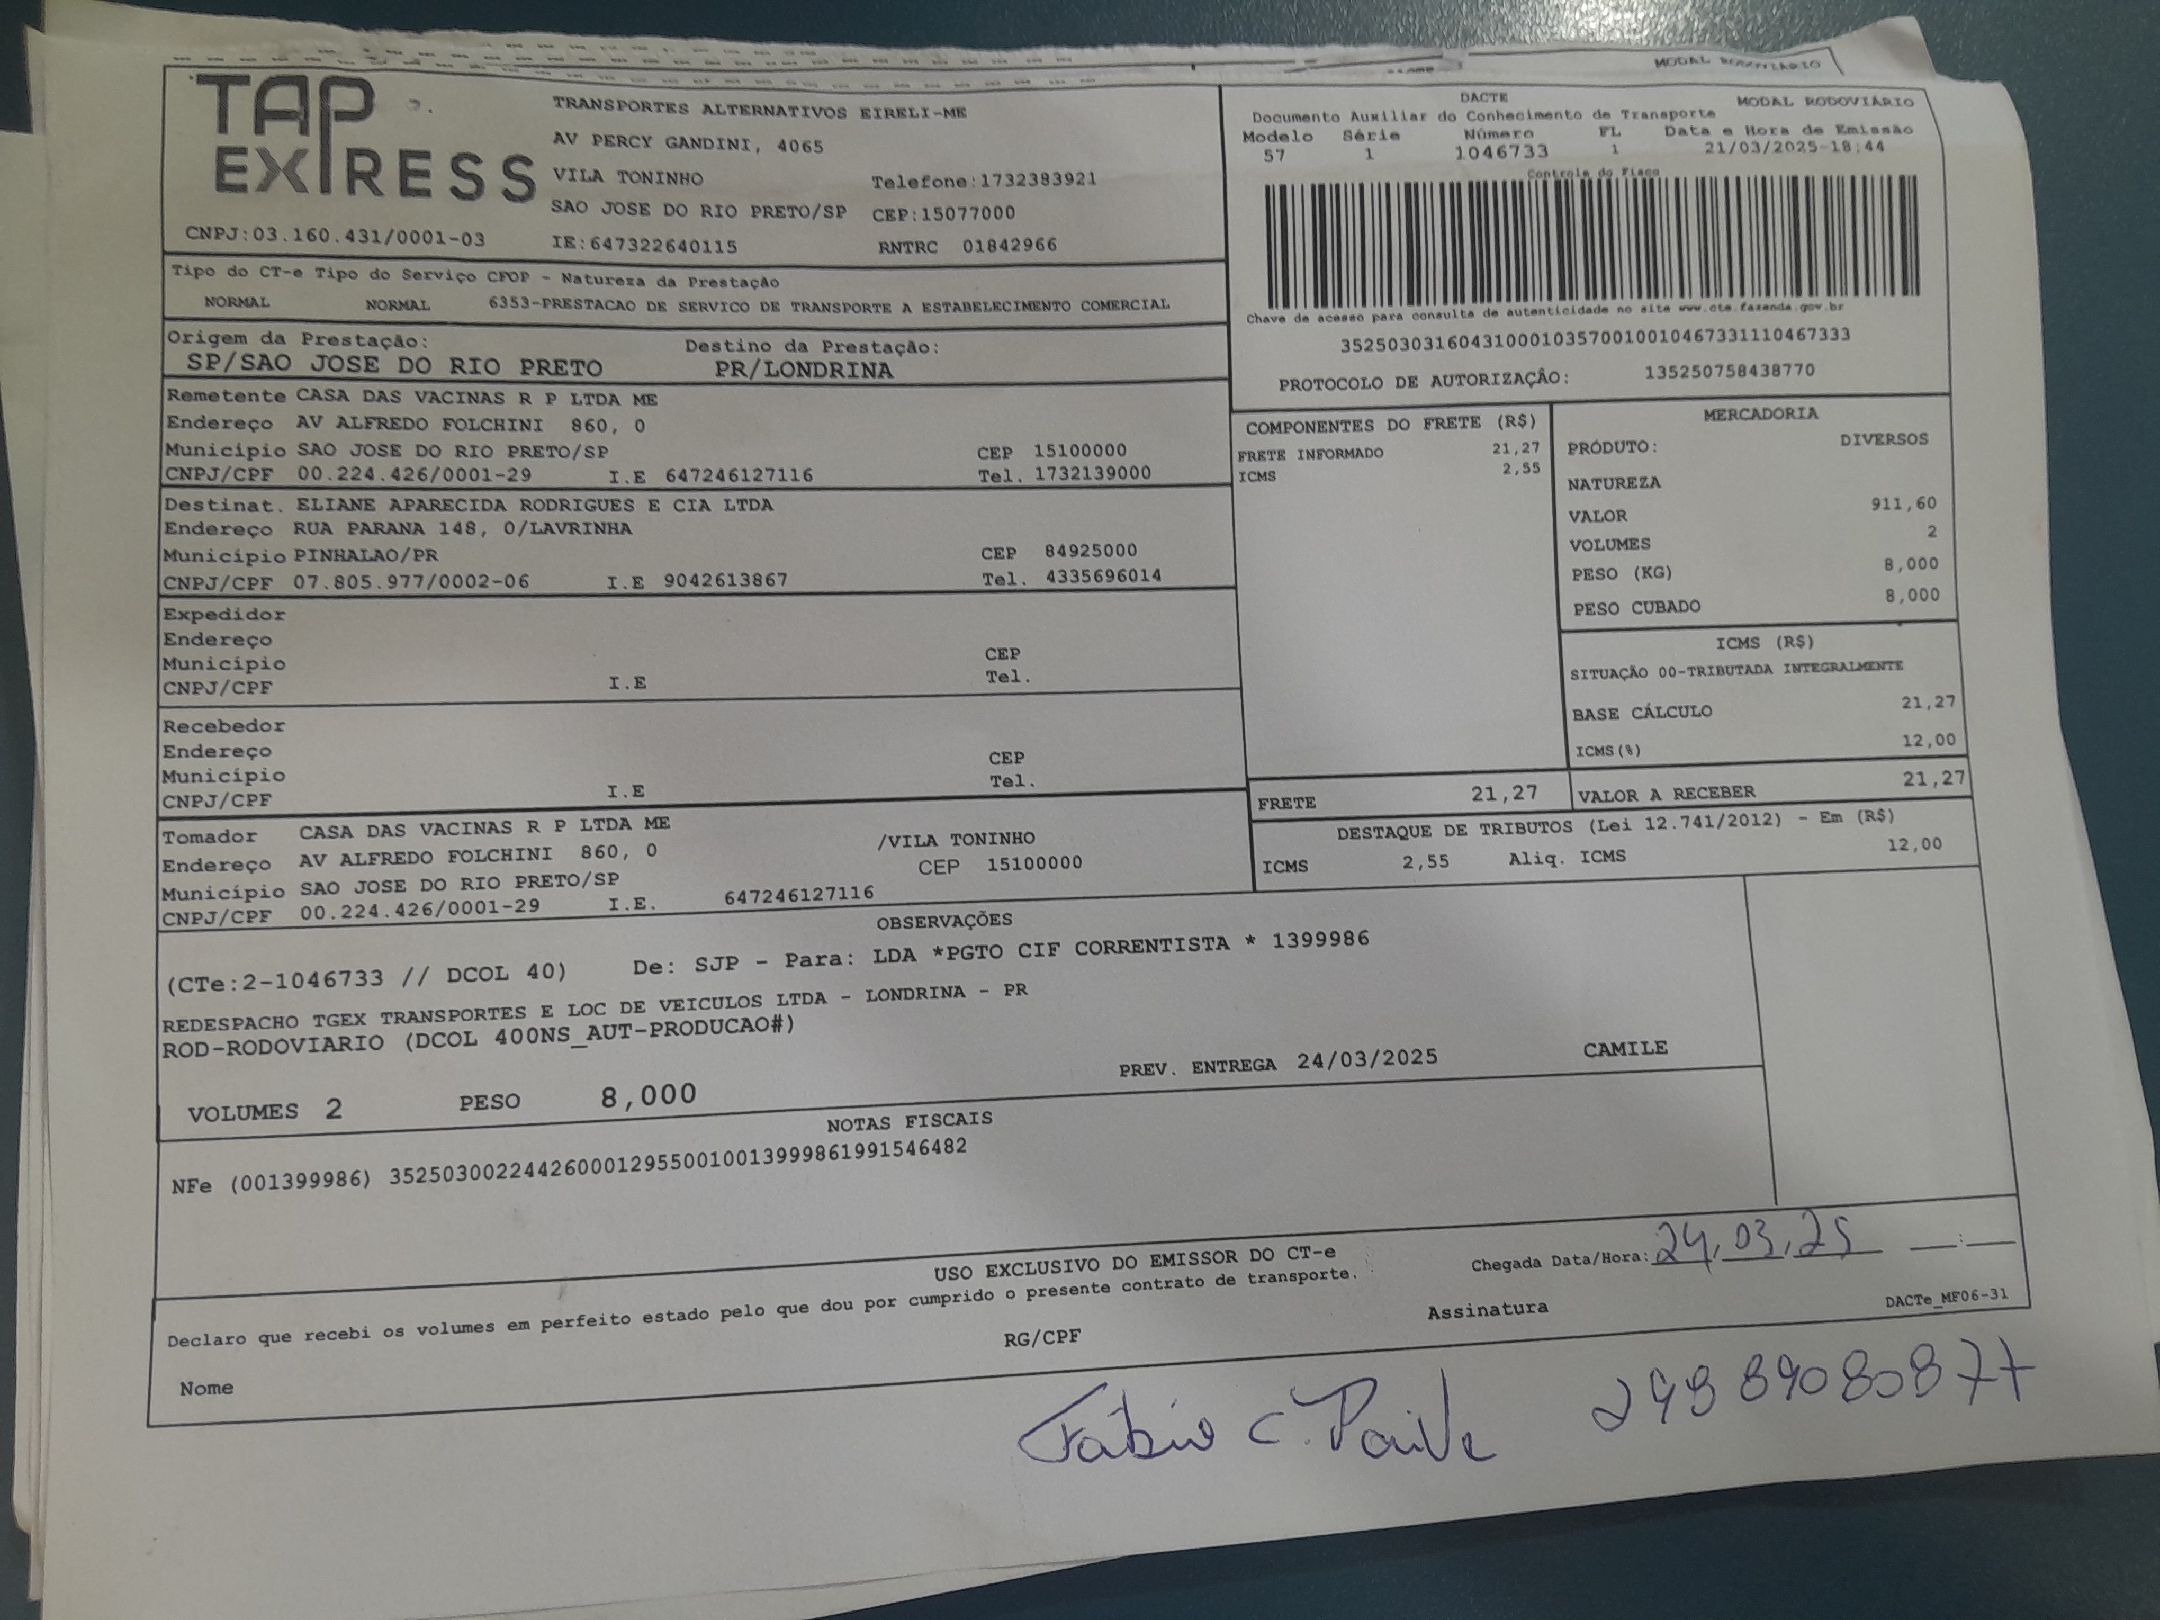 MODAL RODOVIÁRIO
TAP EXPRESS
CNPJ:03.160.431/0001-03
TRANSPORTES ALTERNATIVOS EIRELI-ME
AV PERCY GANDINI, 4065
VILA TONINHO Telefone:1732383921
SAO JOSE DO RIO PRETO/SP CEP:15077000
IE:647322640115 RNTRC 01842966
DACTE MODAL RODOVIÁRIO
Documento Auxiliar do Conhecimento de Transporte
Modelo Série Número FL Data e Hora de Emissão
57 1 1046733 1 21/03/2025-18:44
Controle do Fisco
Chave de acesso para consulta de autenticidade no site www.cte.fazenda.gov.br
35250303160431000103570010010467331110467333
PROTOCOLO DE AUTORIZAÇÂO: 135250758438770
Tipo do CT-e Tipo do Serviço CFOP - Natureza da Prestação
NORMAL NORMAL 6353-PRESTACAO DE SERVICO DE TRANSPORTE A ESTABELECIMENTO COMERCIAL
Origem da Prestação: Destino da Prestação:
SP/SAO JOSE DO RIO PRETO PR/LONDRINA
Remetente CASA DAS VACINAS R P LTDA ME
Endereço AV ALFREDO FOLCHINI 860, 0
Município SAO JOSE DO RIO PRETO/SP CEP 15100000
CNPJ/CPF 00.224.426/0001-29 I.E 647246127116 Tel. 1732139000
Destinat. ELIANE APARECIDA RODRIGUES E CIA LTDA
Endereço RUA PARANA 148, 0/LAVRINHA
Município PINHALAO/PR CEP 84925000
CNPJ/CPF 07.805.977/0002-06 I.E 9042613867 Tel. 4335696014
Expedidor
Endereço
Município CEP
CNPJ/CPF I.E Tel.
Recebedor
Endereço
Município CEP
CNPJ/CPF I.E Tel.
Tomador CASA DAS VACINAS R P LTDA ME
Endereço AV ALFREDO FOLCHINI 860, 0 /VILA TONINHO
Município SAO JOSE DO RIO PRETO/SP CEP 15100000
CNPJ/CPF 00.224.426/0001-29 I.E. 647246127116
COMPONENTES DO FRETE (R$)
FRETE INFORMADO 21,27
ICMS 2,55
MERCADORIA
PRODUTO: DIVERSOS
NATUREZA
VALOR 911,60
VOLUMES 2
PESO (KG) 8,000
PESO CUBADO 8,000
ICMS (R$)
SITUAÇÃO 00-TRIBUTADA INTEGRALMENTE
BASE CÁLCULO 21,27
ICMS(%) 12,00
FRETE 21,27 VALOR A RECEBER 21,27
DESTAQUE DE TRIBUTOS (Lei 12.741/2012) - Em (R$)
ICMS 2,55 Aliq. ICMS 12,00
OBSERVAÇÕES
(CTe:2-1046733 // DCOL 40) De: SJP - Para: LDA *PGTO CIF CORRENTISTA * 1399986
REDESPACHO TGEX TRANSPORTES E LOC DE VEICULOS LTDA - LONDRINA - PR
ROD-RODOVIARIO (DCOL 400NS_AUT-PRODUCAO#)
PREV. ENTREGA 24/03/2025 CAMILE
VOLUMES 2 PESO 8,000
NOTAS FISCAIS
NFe (001399986) 35250300224426000129550010013999861991546482
USO EXCLUSIVO DO EMISSOR DO CT-e
Chegada Data/Hora: 24.03.25 __:__
Declaro que recebi os volumes em perfeito estado pelo que dou por cumprido o presente contrato de transporte.
Nome RG/CPF Assinatura DACTe_MF06-31
Fábio C. Paiva